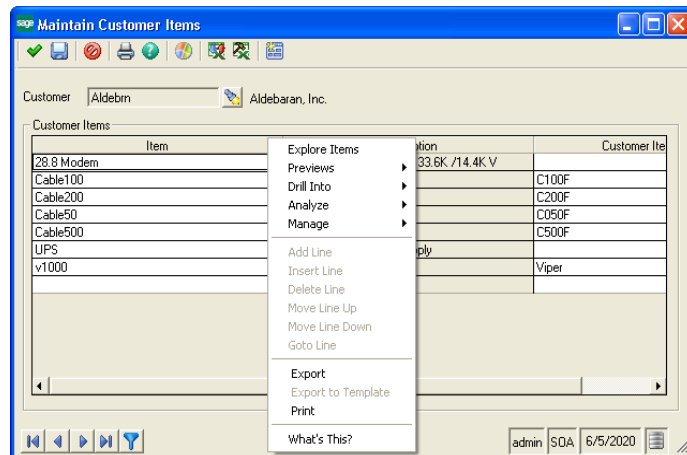 sage Maintain Customer Items
Customer Aldebrn Aldebaran, Inc.
Customer Items
Item ption Customer Ite
28.8 Modem 33.6K /14.4K V
Cable100 C100F
Cable200 C200F
Cable50 C050F
Cable500 C500F
UPS ply
v1000 Viper
Explore Items
Previews
Drill Into
Analyze
Manage
Add Line
Insert Line
Delete Line
Move Line Up
Move Line Down
Goto Line
Export
Export to Template
Print
What's This?
admin SOA 6/5/2020